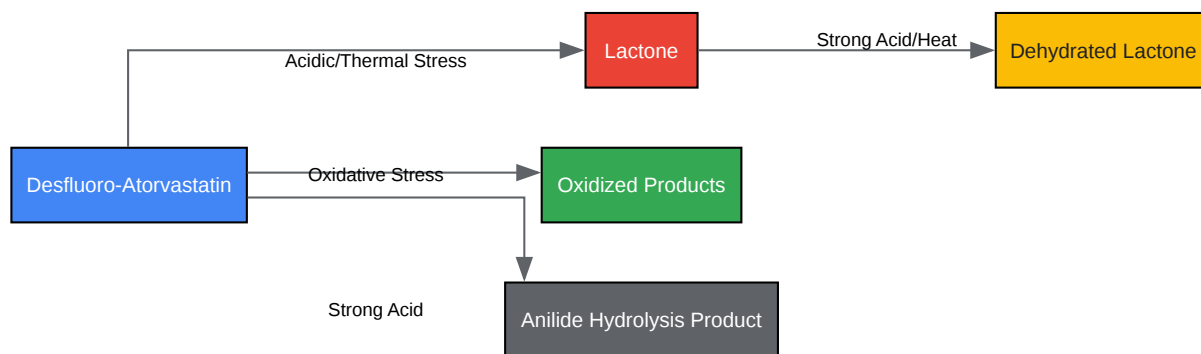 Acidic/Thermal Stress
Lactone
Strong Acid/Heat
Dehydrated Lactone
Desfluoro-Atorvastatin
Oxidative Stress
Oxidized Products
Strong Acid
Anilide Hydrolysis Product